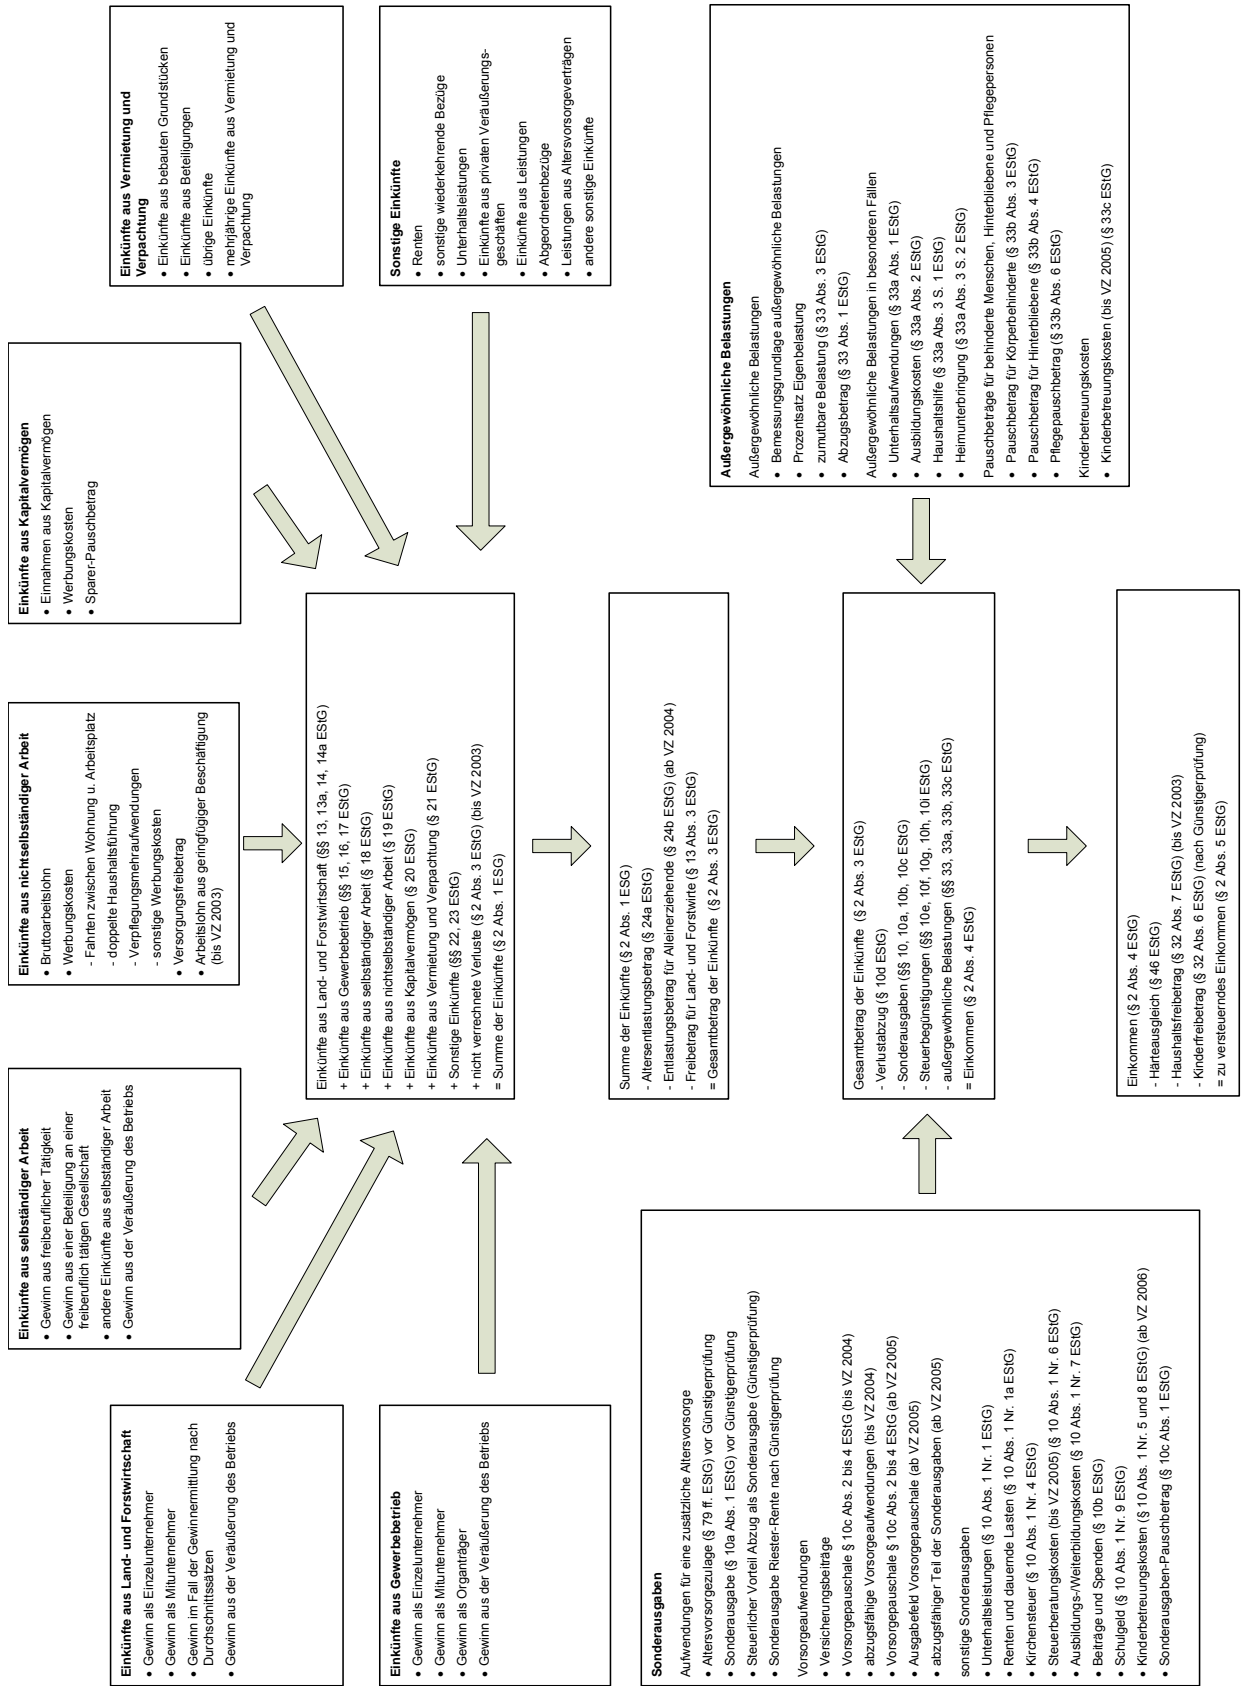 Einkünfte aus Land- und Forstwirtschaft
• Gewinn als Einzelunternehmer
• Gewinn als Mitunternehmer
• Gewinn im Fall der Gewinnermittlung nach
Durchschnittssätzen
• Gewinn aus der Veräußerung des Betriebs
Einkünfte aus selbständiger Arbeit
• Gewinn aus freiberuflicher Tätigkeit
• Gewinn aus einer Beteiligung an einer
freiberuflich tätigen Gesellschaft
• andere Einkünfte aus selbständiger Arbeit
• Gewinn aus der Veräußerung des Betriebs
Einkünfte aus nichtselbständiger Arbeit
• Bruttoarbeitslohn
• Werbungskosten
- Fahrten zwischen Wohnung u. Arbeitsplatz
- doppelte Haushaltsführung
- Verpflegungsmehraufwendungen
- sonstige Werbungskosten
• Versorgungsfreibetrag
• Arbeitslohn aus geringfügiger Beschäftigung
(bis VZ 2003)
Einkünfte aus Kapitalvermögen
• Einnahmen aus Kapitalvermögen
• Werbungskosten
• Sparer-Pauschbetrag
Einkünfte aus Vermietung und
Verpachtung
• Einkünfte aus bebauten Grundstücken
• Einkünfte aus Beteiligungen
• übrige Einkünfte
• mehrjährige Einkünfte aus Vermietung und
Verpachtung
Einkünfte aus Gewerbebetrieb
• Gewinn als Einzelunternehmer
• Gewinn als Mitunternehmer
• Gewinn als Organträger
• Gewinn aus der Veräußerung des Betriebs
Einkünfte aus Land- und Forstwirtschaft (§§ 13, 13a, 14, 14a EStG)
+ Einkünfte aus Gewerbebetrieb (§§ 15, 16, 17 EStG)
+ Einkünfte aus selbständiger Arbeit (§ 18 EStG)
+ Einkünfte aus nichtselbständiger Arbeit (§ 19 EStG)
+ Einkünfte aus Kapitalvermögen (§ 20 EStG)
+ Einkünfte aus Vermietung und Verpachtung (§ 21 EStG)
+ Sonstige Einkünfte (§§ 22, 23 EStG)
+ nicht verrechnete Verluste (§ 2 Abs. 3 EStG) (bis VZ 2003)
= Summe der Einkünfte (§ 2 Abs. 1 ESG)
Sonstige Einkünfte
• Renten
• sonstige wiederkehrende Bezüge
• Unterhaltsleistungen
• Einkünfte aus privaten Veräußerungs-
geschäften
• Einkünfte aus Leistungen
• Abgeordnetenbezüge
• Leistungen aus Altersvorsorgeverträgen
• andere sonstige Einkünfte
Summe der Einkünfte (§ 2 Abs. 1 ESG)
- Altersentlastungsbetrag (§ 24a EStG)
- Entlastungsbetrag für Alleinerziehende (§ 24b EStG) (ab VZ 2004)
- Freibetrag für Land- und Forstwirte (§ 13 Abs. 3 EStG)
= Gesamtbetrag der Einkünfte (§ 2 Abs. 3 EStG)
Sonderausgaben
Aufwendungen für eine zusätzliche Altersvorsorge
• Altersvorsorgezulage (§ 79 ff. EStG) vor Günstigerprüfung
• Sonderausgabe (§ 10a Abs. 1 EStG) vor Günstigerprüfung
• Steuerlicher Vorteil Abzug als Sonderausgabe (Günstigerprüfung)
• Sonderausgabe Riester-Rente nach Günstigerprüfung
Vorsorgeaufwendungen
• Versicherungsbeiträge
• Vorsorgepauschale § 10c Abs. 2 bis 4 EStG (bis VZ 2004)
• abzugsfähige Vorsorgeaufwendungen (bis VZ 2004)
• Vorsorgepauschale § 10c Abs. 2 bis 4 EStG (ab VZ 2005)
• Ausgabefeld Vorsorgepauschale (ab VZ 2005)
• abzugsfähiger Teil der Sonderausgaben (ab VZ 2005)
sonstige Sonderausgaben
• Unterhaltsleistungen (§ 10 Abs. 1 Nr. 1 EStG)
• Renten und dauernde Lasten (§ 10 Abs. 1 Nr. 1a EStG)
• Kirchensteuer (§ 10 Abs. 1 Nr. 4 EStG)
• Steuerberatungskosten (bis VZ 2005) (§ 10 Abs. 1 Nr. 6 EStG)
• Ausbildungs-/Weiterbildungskosten (§ 10 Abs. 1 Nr. 7 EStG)
• Beiträge und Spenden (§ 10b EStG)
• Schulgeld (§ 10 Abs. 1 Nr. 9 EStG)
• Kinderbetreuungskosten (§ 10 Abs. 1 Nr. 5 und 8 EStG) (ab VZ 2006)
• Sonderausgaben-Pauschbetrag (§ 10c Abs. 1 EStG)
Gesamtbetrag der Einkünfte (§ 2 Abs. 3 EStG)
- Verlustabzug (§ 10d EStG)
- Sonderausgaben (§§ 10, 10a, 10b, 10c EStG)
- Steuerbegünstigungen (§§ 10e, 10f, 10g, 10h, 10i EStG)
- außergewöhnliche Belastungen (§§ 33, 33a, 33b, 33c EStG)
= Einkommen (§ 2 Abs. 4 EStG)
Außergewöhnliche Belastungen
Außergewöhnliche Belastungen
• Bemessungsgrundlage außergewöhnliche Belastungen
• Prozentsatz Eigenbelastung
• zumutbare Belastung (§ 33 Abs. 3 EStG)
• Abzugsbetrag (§ 33 Abs. 1 EStG)
Außergewöhnliche Belastungen in besonderen Fällen
• Unterhaltsaufwendungen (§ 33a Abs. 1 EStG)
• Ausbildungskosten (§ 33a Abs. 2 EStG)
• Haushaltshilfe (§ 33a Abs. 3 S. 1 EStG)
• Heimunterbringung (§ 33a Abs. 3 S. 2 EStG)
Pauschbeträge für behinderte Menschen, Hinterbliebene und Pflegepersonen
• Pauschbetrag für Körperbehinderte (§ 33b Abs. 3 EStG)
• Pauschbetrag für Hinterbliebene (§ 33b Abs. 4 EStG)
• Pflegepauschbetrag (§ 33b Abs. 6 EStG)
Kinderbetreuungskosten
• Kinderbetreuungskosten (bis VZ 2005) (§ 33c EStG)
Einkommen (§ 2 Abs. 4 EStG)
- Härteausgleich (§ 46 EStG)
- Haushaltsfreibetrag (§ 32 Abs. 7 EStG) (bis VZ 2003)
- Kinderfreibetrag (§ 32 Abs. 6 EStG) (nach Günstigerprüfung)
= zu versteuerndes Einkommen (§ 2 Abs. 5 EStG)